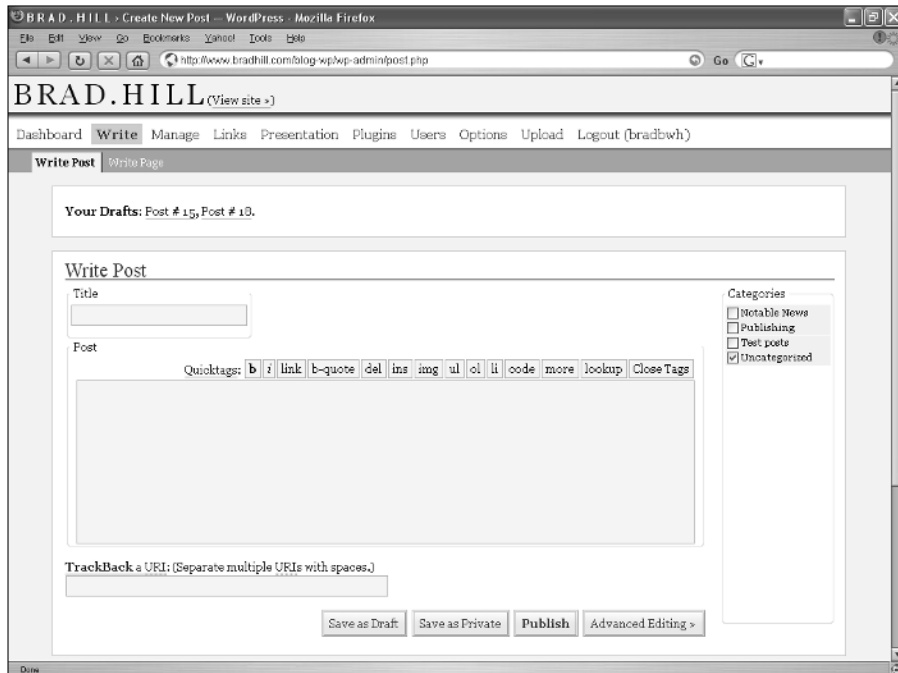 BRAD.HILL › Create New Post — WordPress - Mozilla Firefox
File Edit View Go Bookmarks Yahoo! Tools Help
http://www.bradhill.com/blog-wp/wp-admin/post.php Go G
BRAD.HILL (View site »)
Dashboard Write Manage Links Presentation Plugins Users Options Upload Logout (bradbwh)
Write Post Write Page
Your Drafts: Post # 15, Post # 18.
Write Post
Title
Categories
Notable News
Publishing
Test posts
Uncategorized
Post
Quicktags: b i link b-quote del ins img ul ol li code more lookup Close Tags
TrackBack a URI: (Separate multiple URIs with spaces.)
Save as Draft Save as Private Publish Advanced Editing »
Done